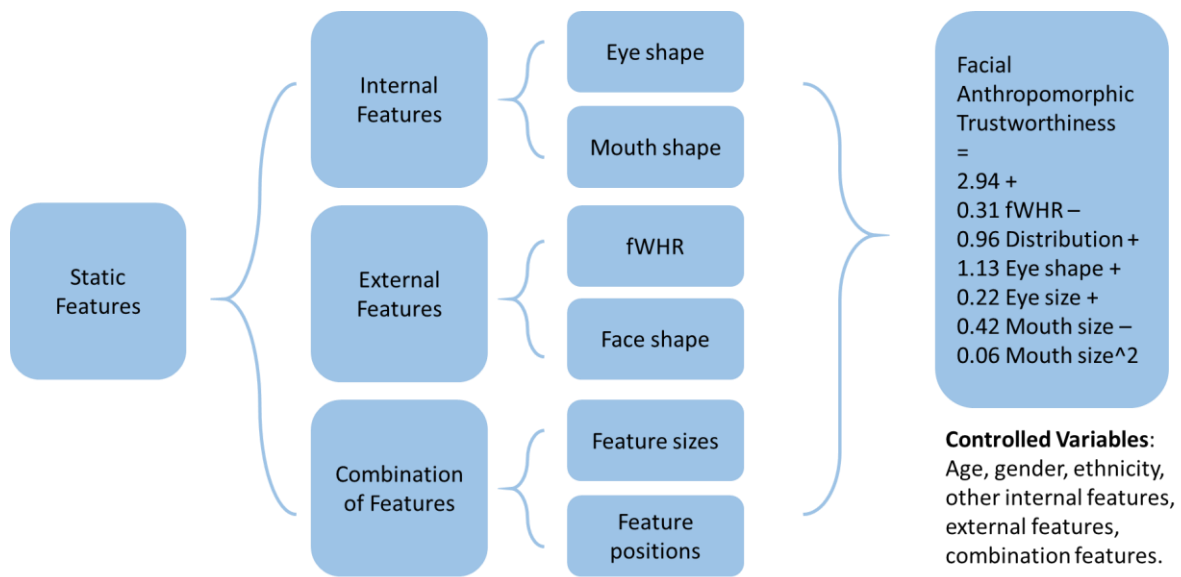 Static
Features
Internal
Features
External
Features
Combination
of Features
Eye shape
Mouth shape
fWHR
Face shape
Feature sizes
Feature
positions
Facial
Anthropomorphic
Trustworthiness
=
2.94 +
0.31 fWHR –
0.96 Distribution +
1.13 Eye shape +
0.22 Eye size +
0.42 Mouth size –
0.06 Mouth size^2
Controlled Variables:
Age, gender, ethnicity,
other internal features,
external features,
combination features.